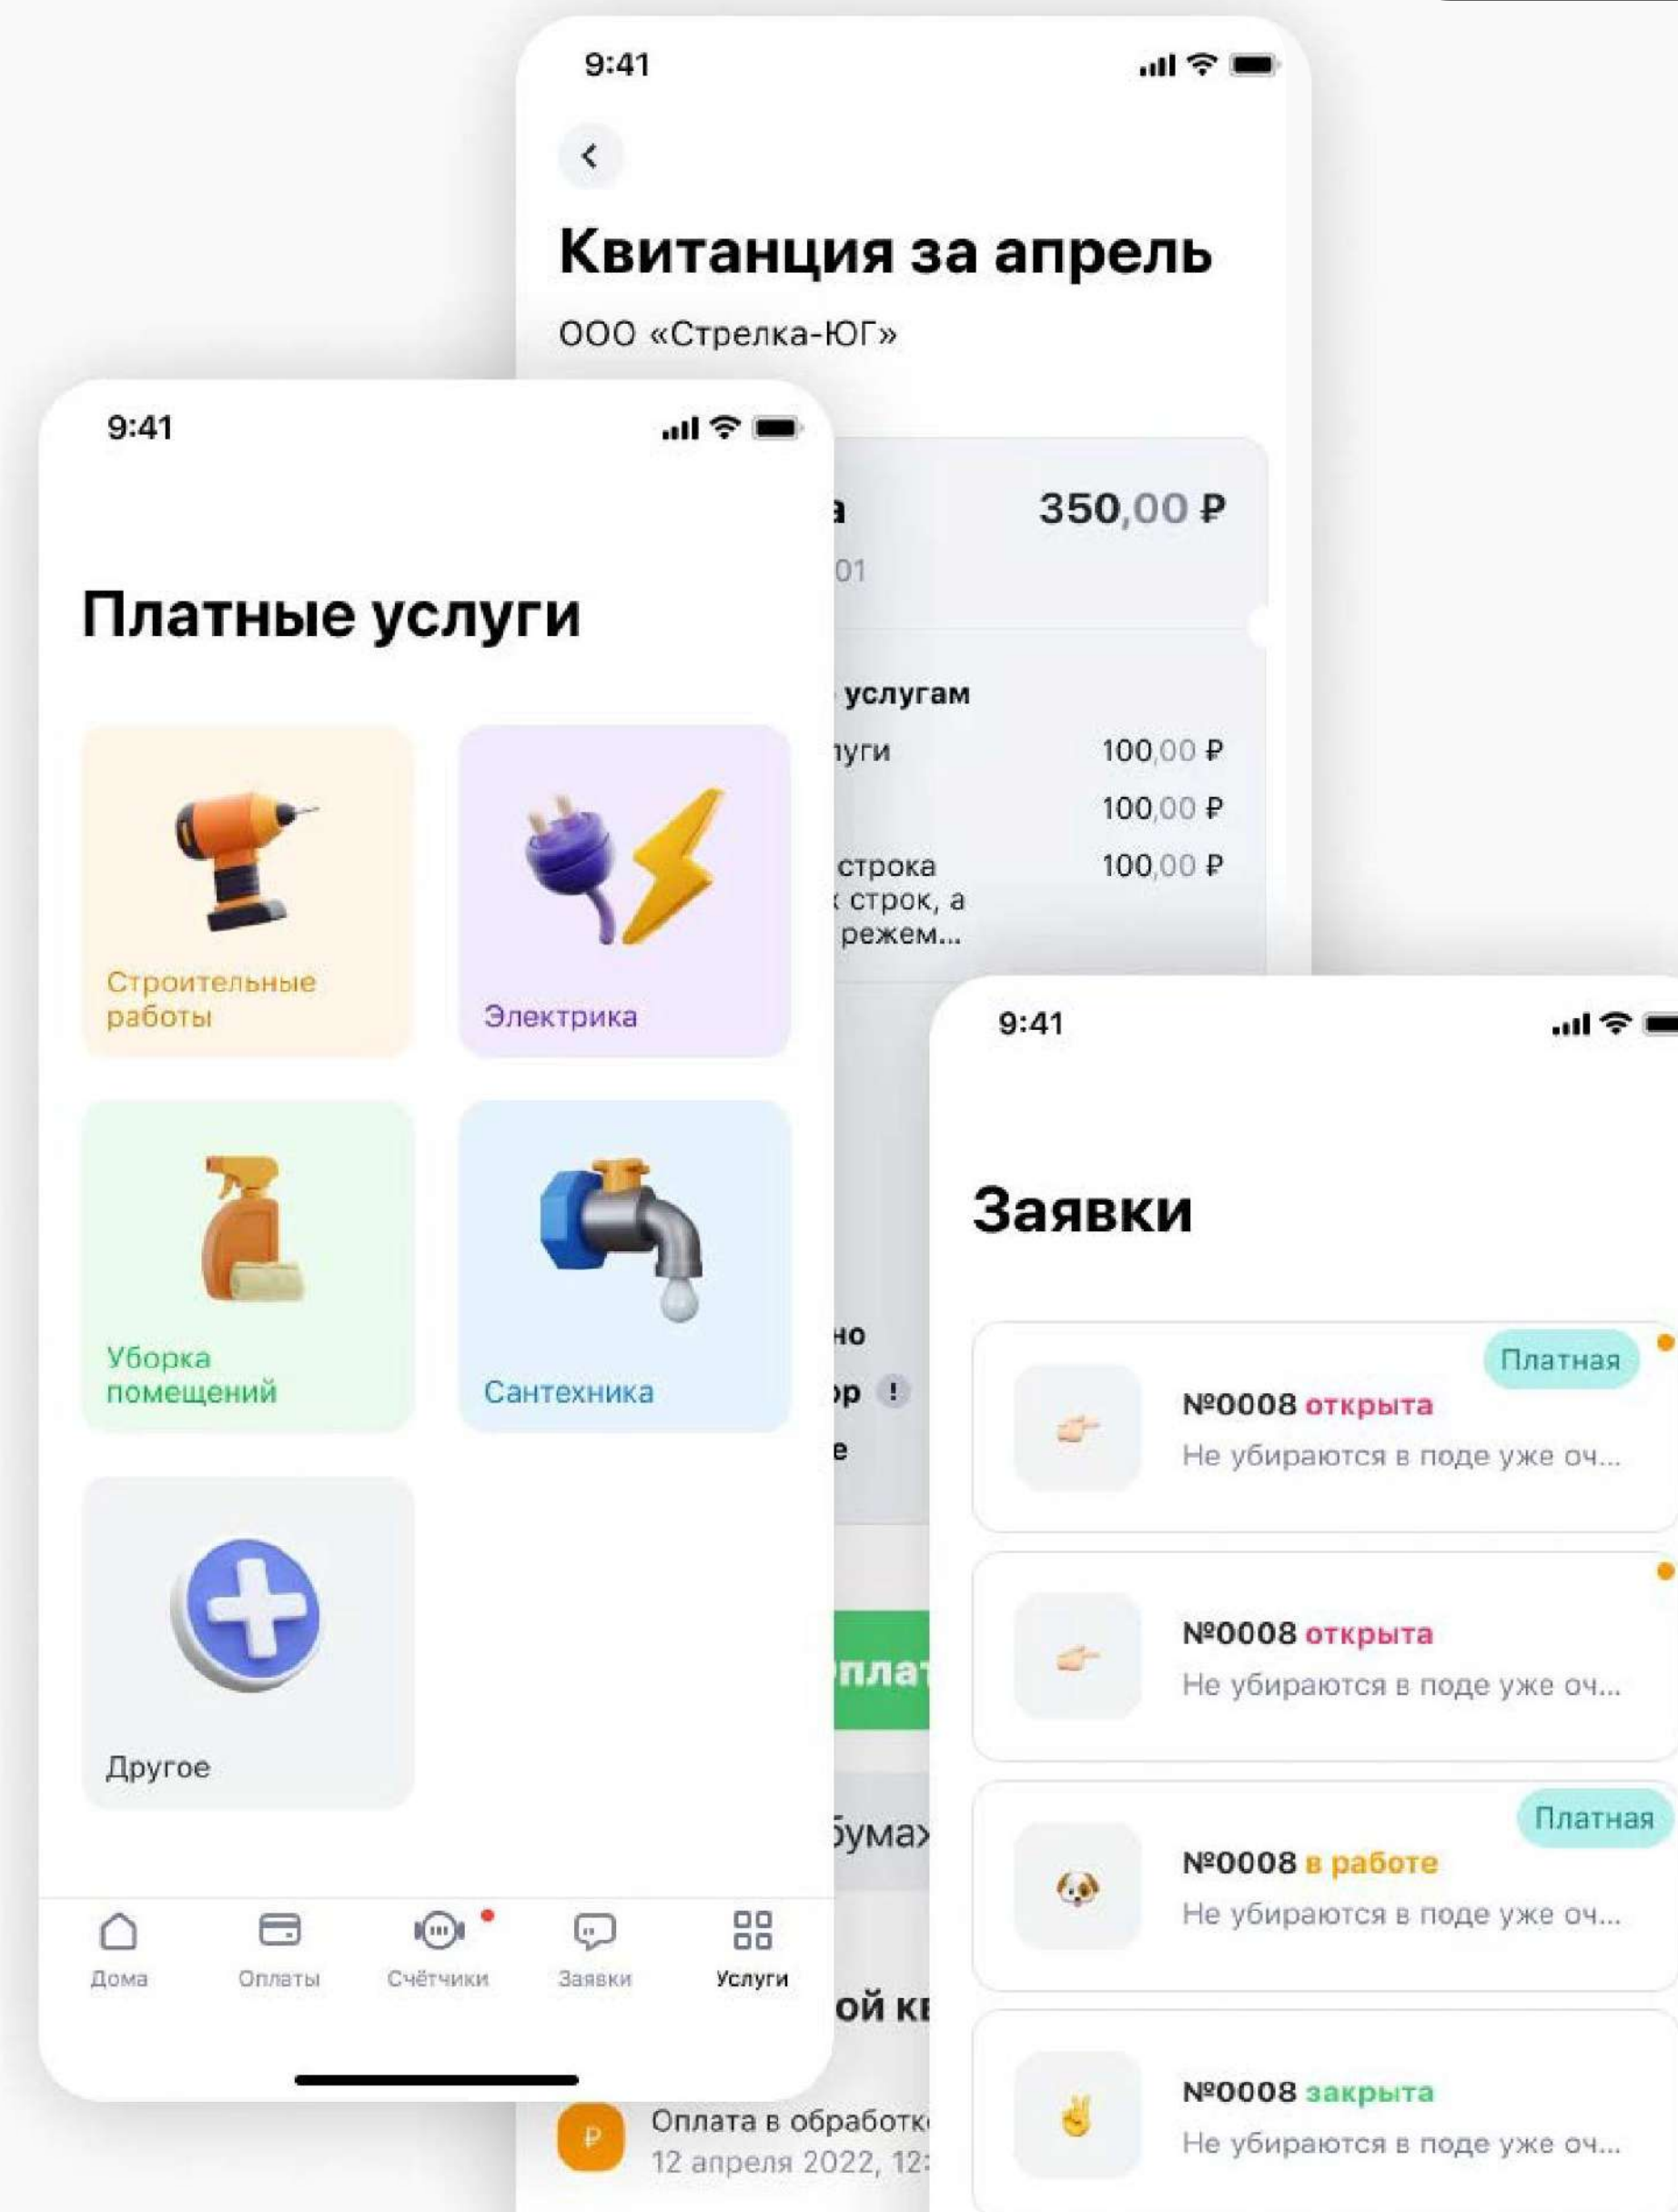 9:41
Квитанция за апрель
ООО «Стрелка-ЮГ»
350,00 ₽
01
услугам
100,00 ₽
100,00 ₽
строка
100,00 ₽
строк, а
режем...
!
12 апреля 2022, 12:
9:41
Платные услуги
Строительные
работы
Электрика
Уборка
помещений
Сантехника
Другое
Дома
Оплаты
Счётчики
Заявки
Услуги
₽
Оплата в обработк
9:41
Заявки
Платная
№0008 открыта
Не убираются в поде уже оч...
№0008 открыта
Не убираются в поде уже оч...
Платная
№0008 в работе
Не убираются в поде уже оч...
№0008 закрыта
Не убираются в поде уже оч...